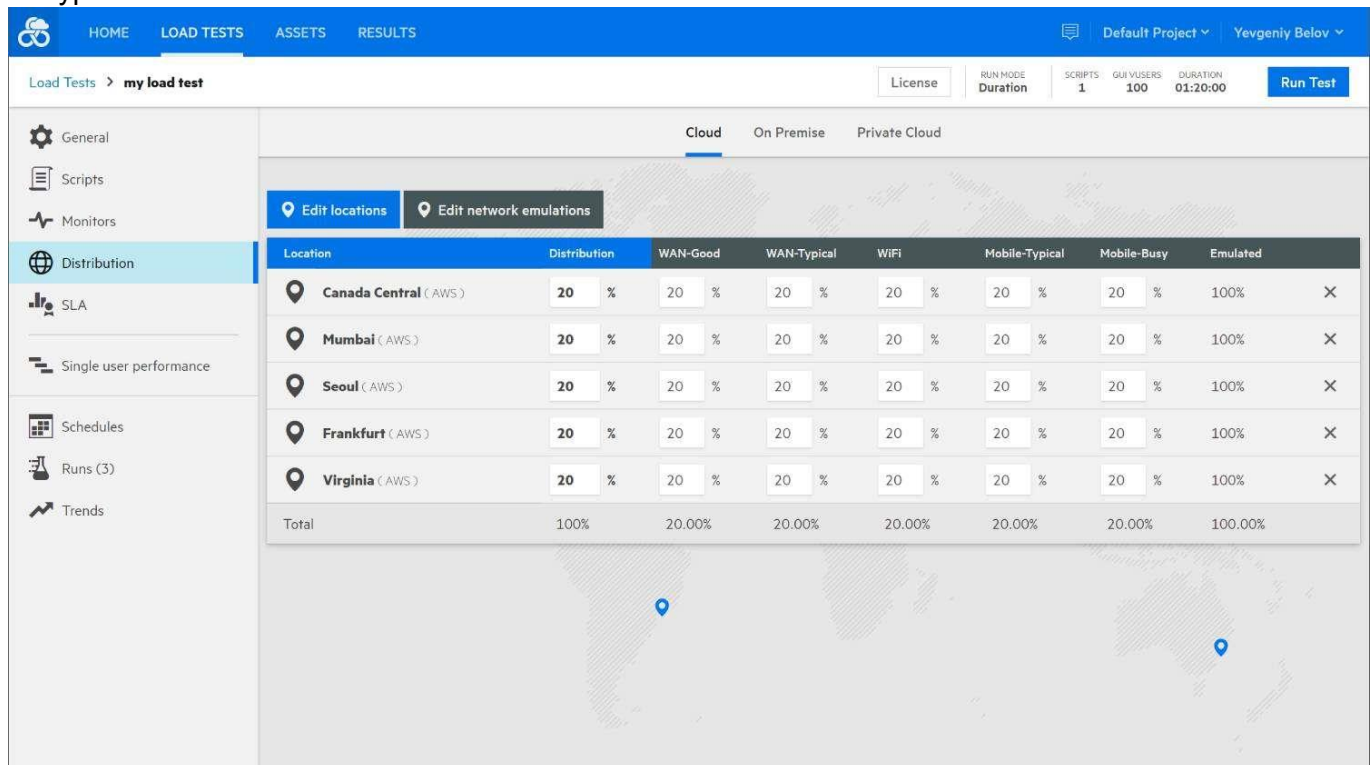 HOME LOAD TESTS ASSETS RESULTS Default Project Yevgeniy Belov
Load Tests > my load test License RUN MODE Duration SCRIPTS 1 GUI VUSERS 100 DURATION 01:20:00 Run Test
General
Scripts
Monitors
Distribution
SLA
Single user performance
Schedules
Runs (3)
Trends
Cloud On Premise Private Cloud
Edit locations Edit network emulations
Location Distribution WAN-Good WAN-Typical WiFi Mobile-Typical Mobile-Busy Emulated
Canada Central ( AWS ) 20 % 20 % 20 % 20 % 20 % 20 % 100%
Mumbai ( AWS ) 20 % 20 % 20 % 20 % 20 % 20 % 100%
Seoul ( AWS ) 20 % 20 % 20 % 20 % 20 % 20 % 100%
Frankfurt ( AWS ) 20 % 20 % 20 % 20 % 20 % 20 % 100%
Virginia ( AWS ) 20 % 20 % 20 % 20 % 20 % 20 % 100%
Total 100% 20.00% 20.00% 20.00% 20.00% 20.00% 100.00%